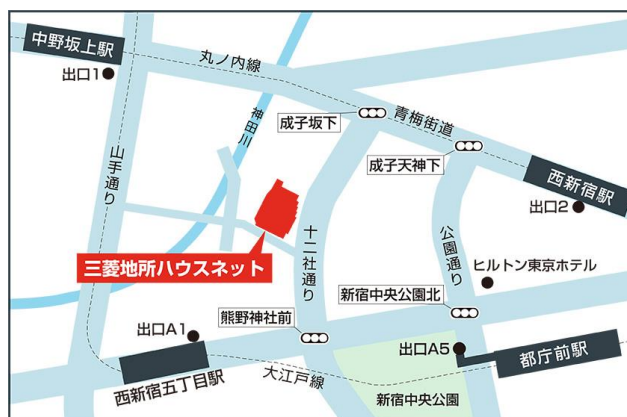 中野坂上駅
出口1
丸ノ内線
神田川
成子坂下
青梅街道
成子天神下
西新宿駅
出口2
山手通り
十二社通り
公園通り
ヒルトン東京ホテル
三菱地所ハウスネット
新宿中央公園北
熊野神社前
出口A1
出口A5
都庁前駅
西新宿五丁目駅
大江戸線
新宿中央公園